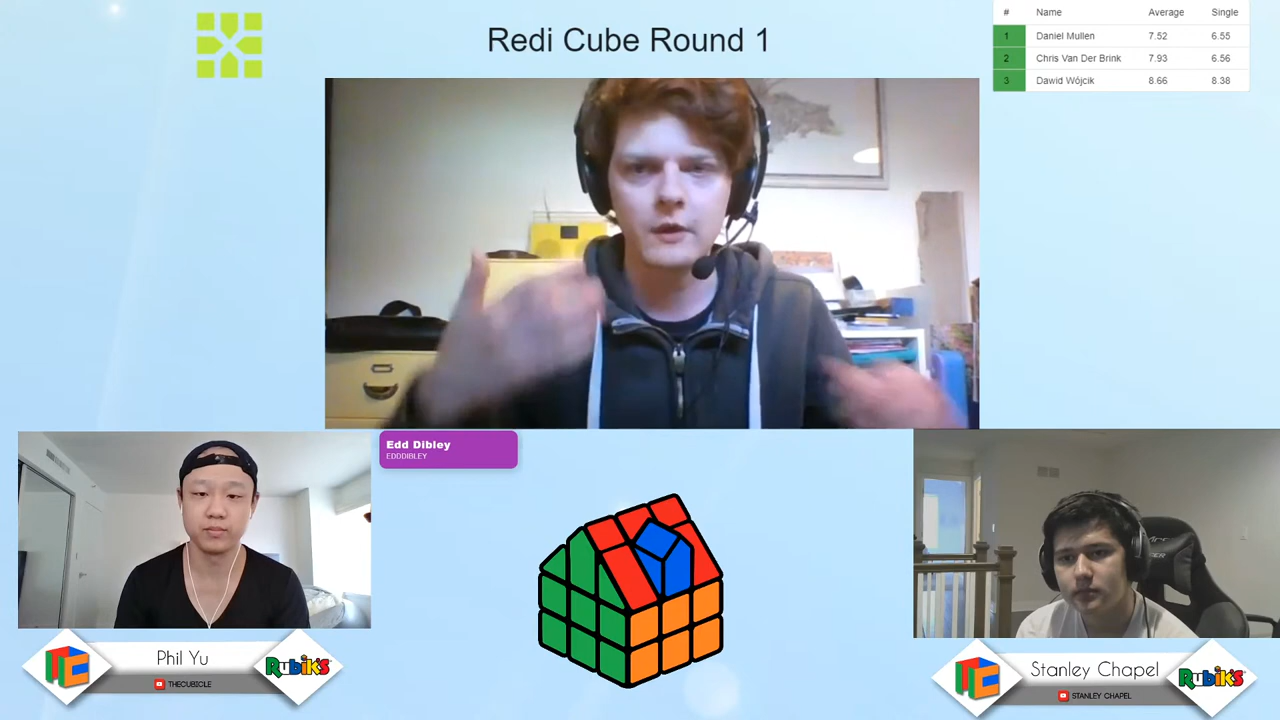 Redi Cube Round 1
# Name Average Single
1 Daniel Mullen 7.52 6.55
2 Chris Van Der Brink 7.93 6.56
3 Dawid Wójcik 8.66 8.38
Edd Dibley
EDDDIBLEY
Phil Yu
RUBIK'S
THECUBICLE
Stanley Chapel
RUBIK'S
STANLEY CHAPEL